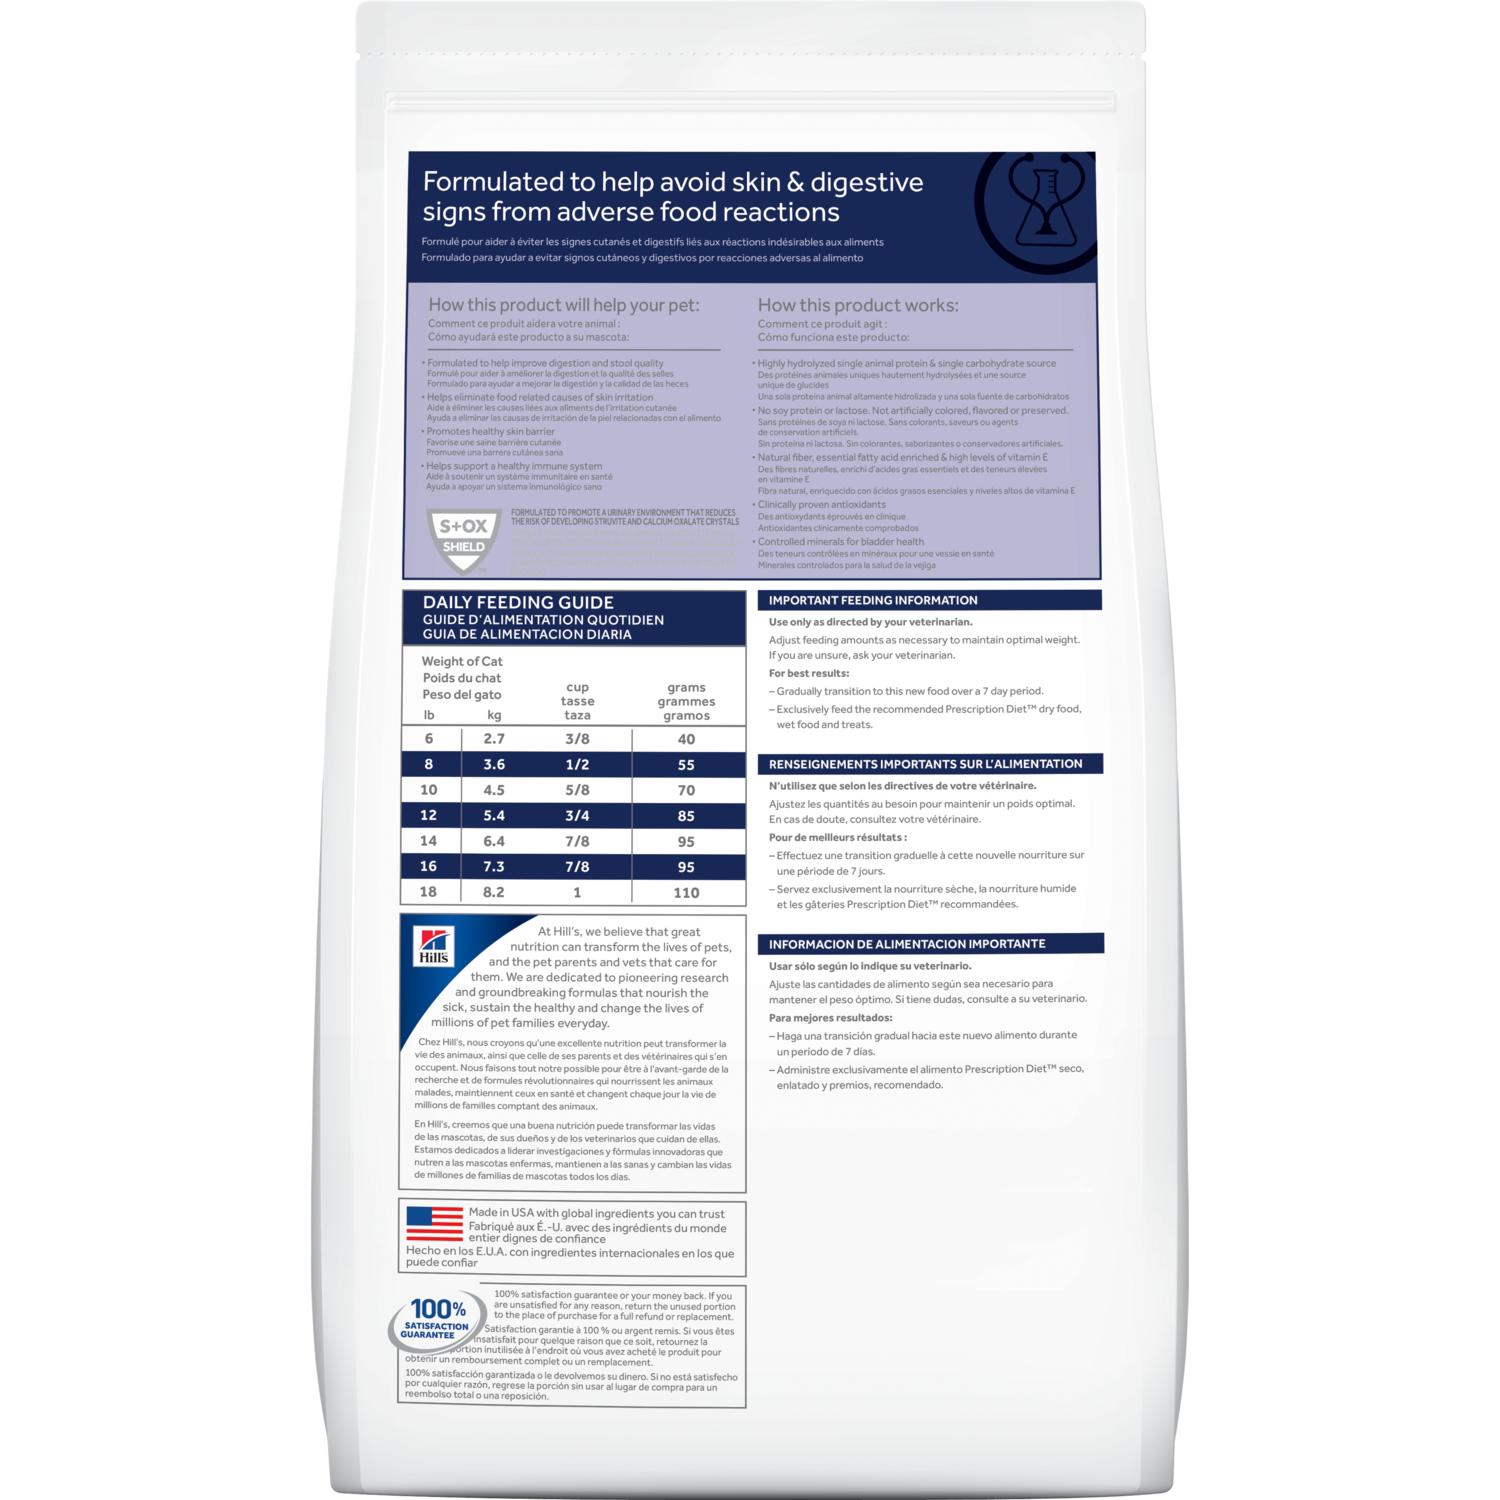 Formulated to help avoid skin & digestive
signs from adverse food reactions
Formulé pour aider à éviter les signes cutanés et digestifs liés aux réactions indésirables aux aliments
Formulado para ayudar a evitar signos cutáneos y digestivos por reacciones adversas al alimento
How this product will help your pet:
Comment ce produit aidera votre animal :
Cómo ayudará este producto a su mascota:
• Formulated to help improve digestion and stool quality
Formulé pour aider à améliorer la digestion et la qualité des selles
Formulado para ayudar a mejorar la digestión y la calidad de las heces
• Helps eliminate food related causes of skin irritation
Aide à éliminer les causes liées aux aliments de l'irritation cutanée
Ayuda a eliminar las causas de irritación de la piel relacionadas con el alimento
• Promotes healthy skin barrier
Favorise une saine barrière cutanée
Promueve una barrera cutánea sana
• Helps support a healthy immune system
Aide à soutenir un système immunitaire en santé
Ayuda a apoyar un sistema inmunológico sano
S+OX
SHIELD
™
FORMULATED TO PROMOTE A URINARY ENVIRONMENT THAT REDUCES
THE RISK OF DEVELOPING STRUVITE AND CALCIUM OXALATE CRYSTALS
How this product works:
Comment ce produit agit :
Cómo funciona este producto:
• Highly hydrolyzed single animal protein & single carbohydrate source
Des protéines animales uniques hautement hydrolysées et une source
unique de glucides
Una sola proteína animal altamente hidrolizada y una sola fuente de carbohidratos
• No soy protein or lactose. Not artificially colored, flavored or preserved.
Sans protéines de soya ni lactose. Sans colorants, saveurs ou agents
de conservation artificiels.
Sin proteína ni lactosa. Sin colorantes, saborizantes o conservadores artificiales.
• Natural fiber, essential fatty acid enriched & high levels of vitamin E
Des fibres naturelles, enrichi d'acides gras essentiels et des teneurs élevées
en vitamine E
Fibra natural, enriquecido con ácidos grasos esenciales y niveles altos de vitamina E
• Clinically proven antioxidants
Des antioxydants éprouvés en clinique
Antioxidantes clínicamente comprobados
• Controlled minerals for bladder health
Des teneurs contrôlées en minéraux pour une vessie en santé
Minerales controlados para la salud de la vejiga
DAILY FEEDING GUIDE
GUIDE D'ALIMENTATION QUOTIDIEN
GUIA DE ALIMENTACION DIARIA
Weight of Cat
Poids du chat
Peso del gato
cup grams
tasse grammes
lb kg taza gramos
6 2.7 3/8 40
8 3.6 1/2 55
10 4.5 5/8 70
12 5.4 3/4 85
14 6.4 7/8 95
16 7.3 7/8 95
18 8.2 1 110
Hill's
At Hill's, we believe that great
nutrition can transform the lives of pets,
and the pet parents and vets that care for
them. We are dedicated to pioneering research
and groundbreaking formulas that nourish the
sick, sustain the healthy and change the lives of
millions of pet families everyday.
Chez Hill's, nous croyons qu'une excellente nutrition peut transformer la
vie des animaux, ainsi que celle de ses parents et des vétérinaires qui s'en
occupent. Nous faisons tout notre possible pour être à l'avant-garde de la
recherche et de formules révolutionnaires qui nourrissent les animaux
malades, maintiennent ceux en santé et changent chaque jour la vie de
millions de familles comptant des animaux.
En Hill's, creemos que una buena nutrición puede transformar las vidas
de las mascotas, de sus dueños y de los veterinarios que cuidan de ellas.
Estamos dedicados a liderar investigaciones y fórmulas innovadoras que
nutren a las mascotas enfermas, mantienen a las sanas y cambian las vidas
de millones de familias de mascotas todos los días.
Made in USA with global ingredients you can trust
Fabriqué aux É.-U. avec des ingrédients du monde
entier dignes de confiance
Hecho en los E.U.A. con ingredientes internacionales en los que
puede confiar
100%
SATISFACTION
GUARANTEE
100% satisfaction guarantee or your money back. If you
are unsatisfied for any reason, return the unused portion
to the place of purchase for a full refund or replacement.
Satisfaction garantie à 100 % ou argent remis. Si vous êtes
insatisfait pour quelque raison que ce soit, retournez la
portion inutilisée à l'endroit où vous avez acheté le produit pour
obtenir un remboursement complet ou un remplacement.
100% satisfacción garantizada o le devolvemos su dinero. Si no está satisfecho
por cualquier razón, regrese la porción sin usar al lugar de compra para un
reembolso total o una reposición.
IMPORTANT FEEDING INFORMATION
Use only as directed by your veterinarian.
Adjust feeding amounts as necessary to maintain optimal weight.
If you are unsure, ask your veterinarian.
For best results:
– Gradually transition to this new food over a 7 day period.
– Exclusively feed the recommended Prescription Diet™ dry food,
wet food and treats.
RENSEIGNEMENTS IMPORTANTS SUR L'ALIMENTATION
N'utilisez que selon les directives de votre vétérinaire.
Ajustez les quantités au besoin pour maintenir un poids optimal.
En cas de doute, consultez votre vétérinaire.
Pour de meilleurs résultats :
– Effectuez une transition graduelle à cette nouvelle nourriture sur
une période de 7 jours.
– Servez exclusivement la nourriture sèche, la nourriture humide
et les gâteries Prescription Diet™ recommandées.
INFORMACION DE ALIMENTACION IMPORTANTE
Usar sólo según lo indique su veterinario.
Ajuste las cantidades de alimento según sea necesario para
mantener el peso óptimo. Si tiene dudas, consulte a su veterinario.
Para mejores resultados:
– Haga una transición gradual hacia este nuevo alimento durante
un período de 7 días.
– Administre exclusivamente el alimento Prescription Diet™ seco,
enlatado y premios, recomendado.